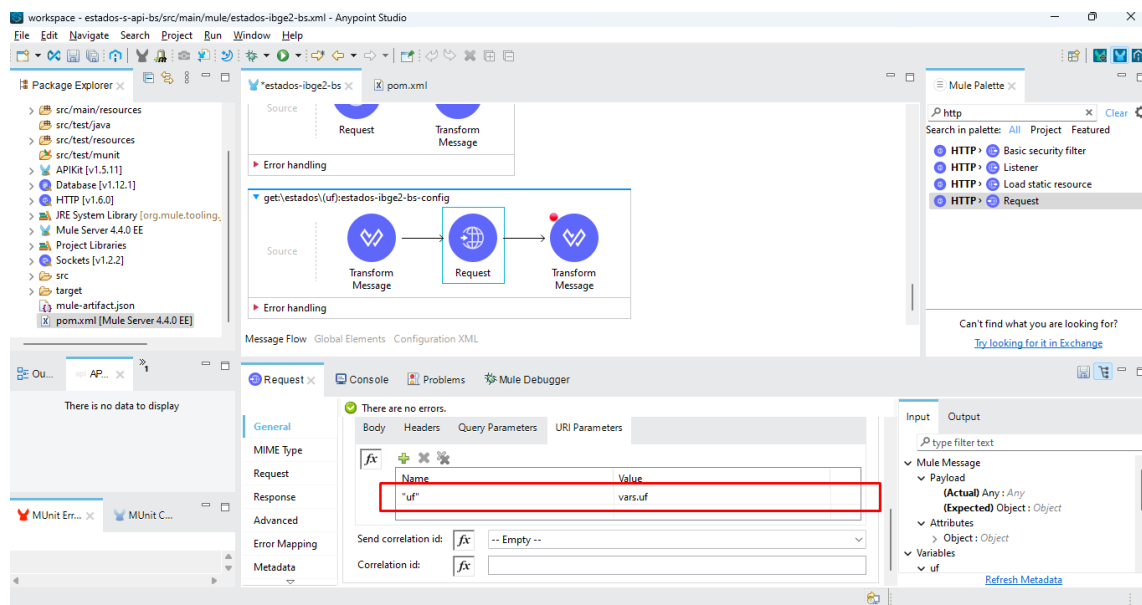 workspace - estados-s-api-bs/src/main/mule/estados-ibge2-bs.xml - Anypoint Studio
File Edit Navigate Search Project Run Window Help
Package Explorer
src/main/resources
src/test/java
src/test/resources
src/test/munit
APIKit [v1.5.11]
Database [v1.12.1]
HTTP [v1.6.0]
JRE System Library [org.mule.tooling.
Mule Server 4.4.0 EE
Project Libraries
Sockets [v1.2.2]
src
target
mule-artifact.json
pom.xml [Mule Server 4.4.0 EE]
*estados-ibge2-bs
pom.xml
Source
Request
Transform Message
Error handling
get:\estados\(uf):estados-ibge2-bs-config
Source
Transform Message
Request
Transform Message
Error handling
Message Flow Global Elements Configuration XML
Mule Palette
http
Clear
Search in palette: All Project Featured
HTTP › Basic security filter
HTTP › Listener
HTTP › Load static resource
HTTP › Request
Can't find what you are looking for?
Try looking for it in Exchange
Ou...
AP...
»1
There is no data to display
MUnit Err...
MUnit C...
Request
Console
Problems
Mule Debugger
There are no errors.
General
MIME Type
Request
Response
Advanced
Error Mapping
Metadata
Body Headers Query Parameters URI Parameters
fx
Name Value
"uf" vars.uf
Send correlation id: fx -- Empty --
Correlation id: fx
Input Output
type filter text
Mule Message
Payload
(Actual) Any : Any
(Expected) Object : Object
Attributes
Object : Object
Variables
uf
Refresh Metadata